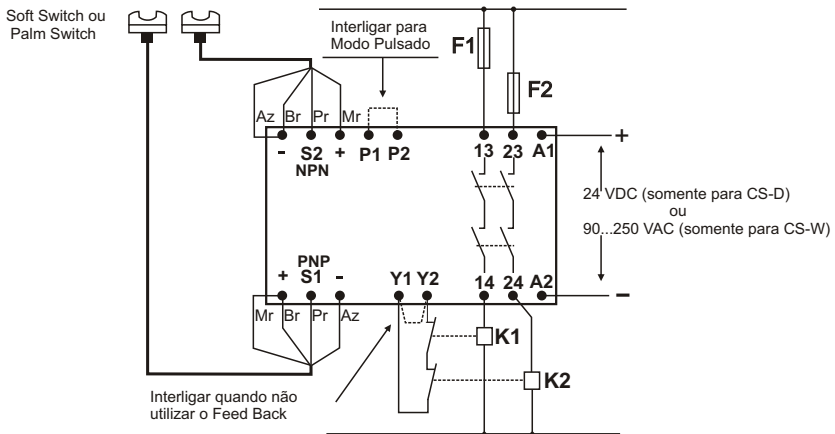 Soft Switch ou
Palm Switch
Interligar para
Modo Pulsado
F1
F2
Az Br Pr Mr
- S2 + P1 P2 13 23 A1 +
NPN
24 VDC (somente para CS-D)
ou
90...250 VAC (somente para CS-W)
PNP
+ S1 - Y1 Y2 14 24 A2 -
Mr Br Pr Az
K1
K2
Interligar quando não
utilizar o Feed Back